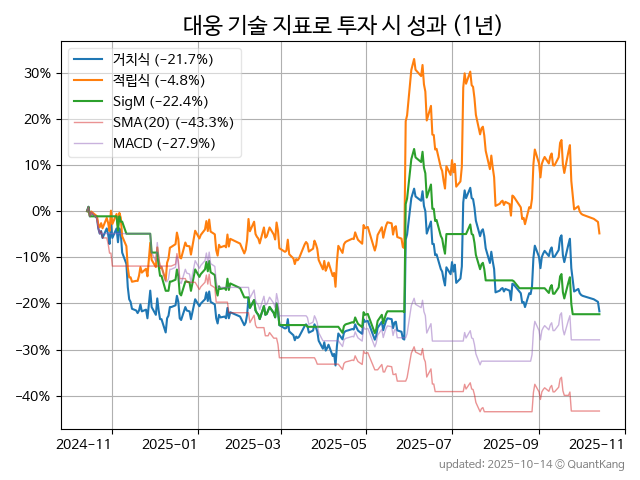 대웅 기술 지표로 투자 시 성과 (1년)
거치식 (−21.7%)
적립식 (−4.8%)
SigM (−22.4%)
SMA(20) (−43.3%)
MACD (−27.9%)
30%
20%
10%
0%
−10%
−20%
−30%
−40%
2024-11 2025-01 2025-03 2025-05 2025-07 2025-09 2025-11
updated: 2025-10-14 © QuantKang